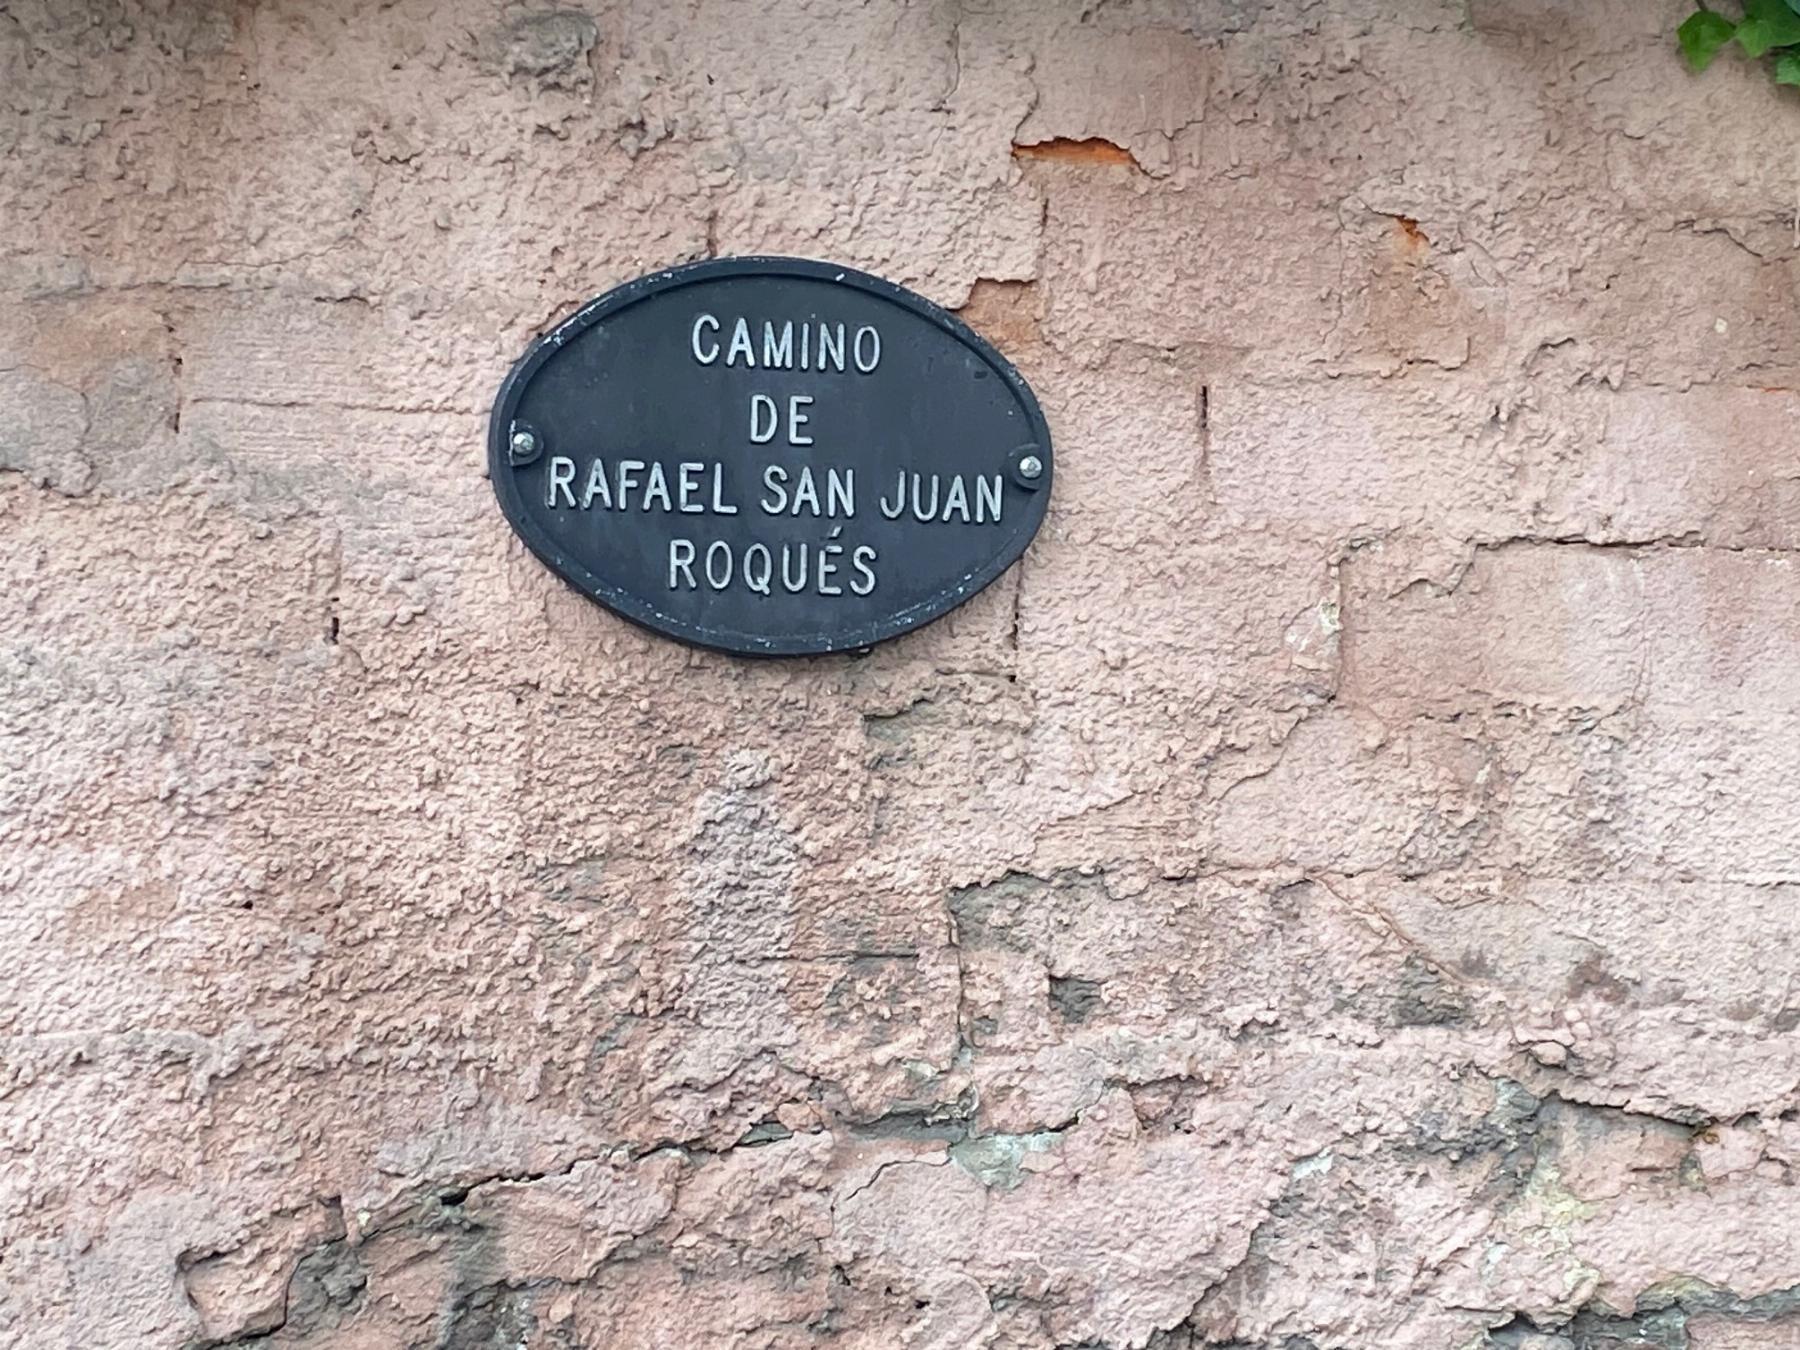 CAMINO
DE
RAFAEL SAN JUAN
ROQUÉS